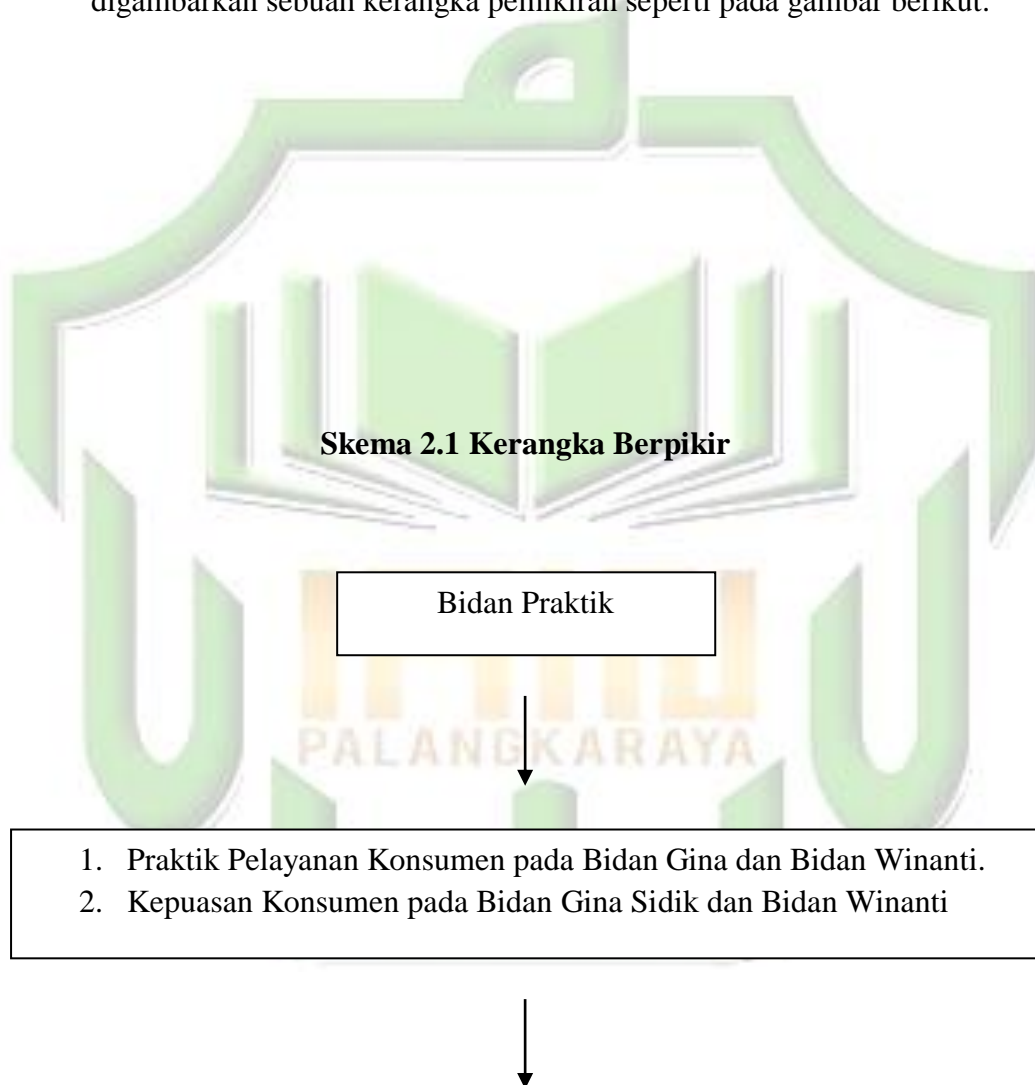 digambarkan sebuah kerangka pemikiran seperti pada gambar berikut.
Skema 2.1 Kerangka Berpikir
Bidan Praktik
PALANGKARAYA
1. Praktik Pelayanan Konsumen pada Bidan Gina dan Bidan Winanti.
2. Kepuasan Konsumen pada Bidan Gina Sidik dan Bidan Winanti